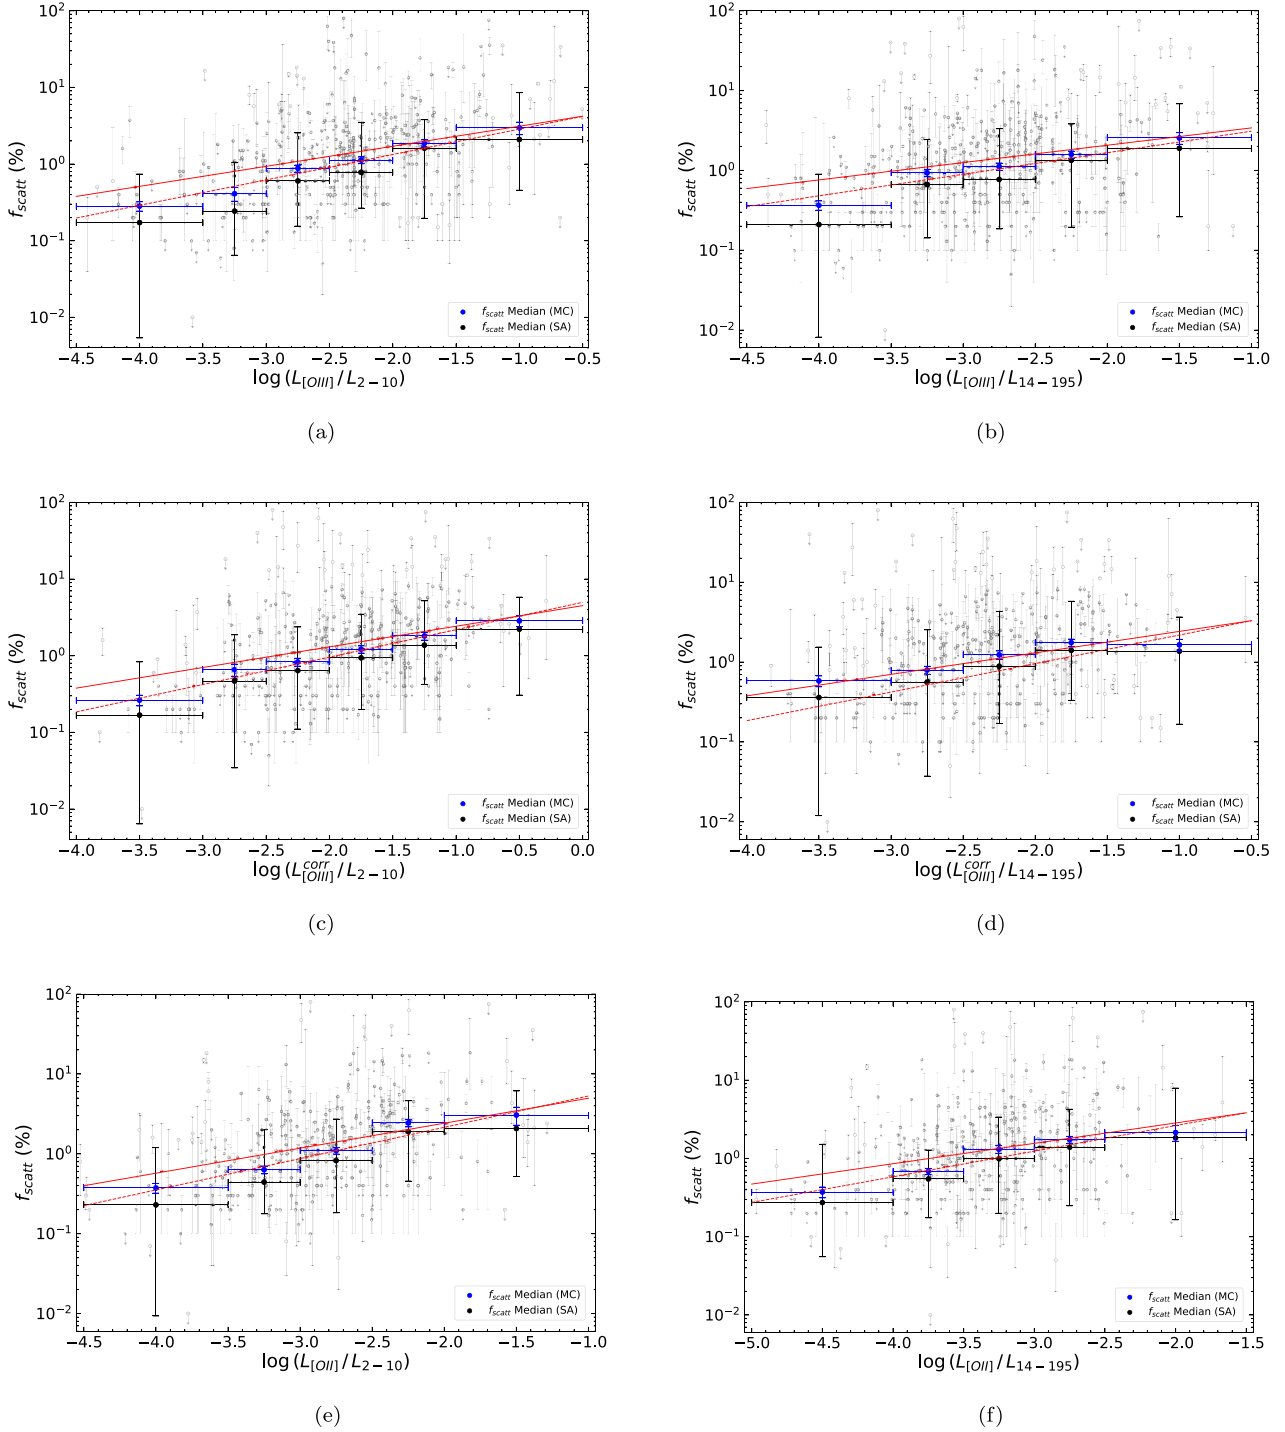 10²
10¹
10⁰
10⁻¹
10⁻²
f_scatt (%)
f_scatt Median (MC)
f_scatt Median (SA)
−4.5 −4.0 −3.5 −3.0 −2.5 −2.0 −1.5 −1.0 −0.5
log (L_[OIII] / L_2−10)
(a)
10²
10¹
10⁰
10⁻¹
10⁻²
f_scatt (%)
f_scatt Median (MC)
f_scatt Median (SA)
−4.5 −4.0 −3.5 −3.0 −2.5 −2.0 −1.5 −1.0
log (L_[OIII] / L_14−195)
(b)
10²
10¹
10⁰
10⁻¹
10⁻²
f_scatt (%)
f_scatt Median (MC)
f_scatt Median (SA)
−4.0 −3.5 −3.0 −2.5 −2.0 −1.5 −1.0 −0.5 0.0
log (L^corr_[OIII] / L_2−10)
(c)
10²
10¹
10⁰
10⁻¹
10⁻²
f_scatt (%)
f_scatt Median (MC)
f_scatt Median (SA)
−4.0 −3.5 −3.0 −2.5 −2.0 −1.5 −1.0 −0.5
log (L^corr_[OIII] / L_14−195)
(d)
10²
10¹
10⁰
10⁻¹
10⁻²
f_scatt (%)
f_scatt Median (MC)
f_scatt Median (SA)
−4.5 −4.0 −3.5 −3.0 −2.5 −2.0 −1.5 −1.0
log (L_[OII] / L_2−10)
(e)
10²
10¹
10⁰
10⁻¹
10⁻²
f_scatt (%)
f_scatt Median (MC)
f_scatt Median (SA)
−5.0 −4.5 −4.0 −3.5 −3.0 −2.5 −2.0 −1.5
log (L_[OII] / L_14−195)
(f)